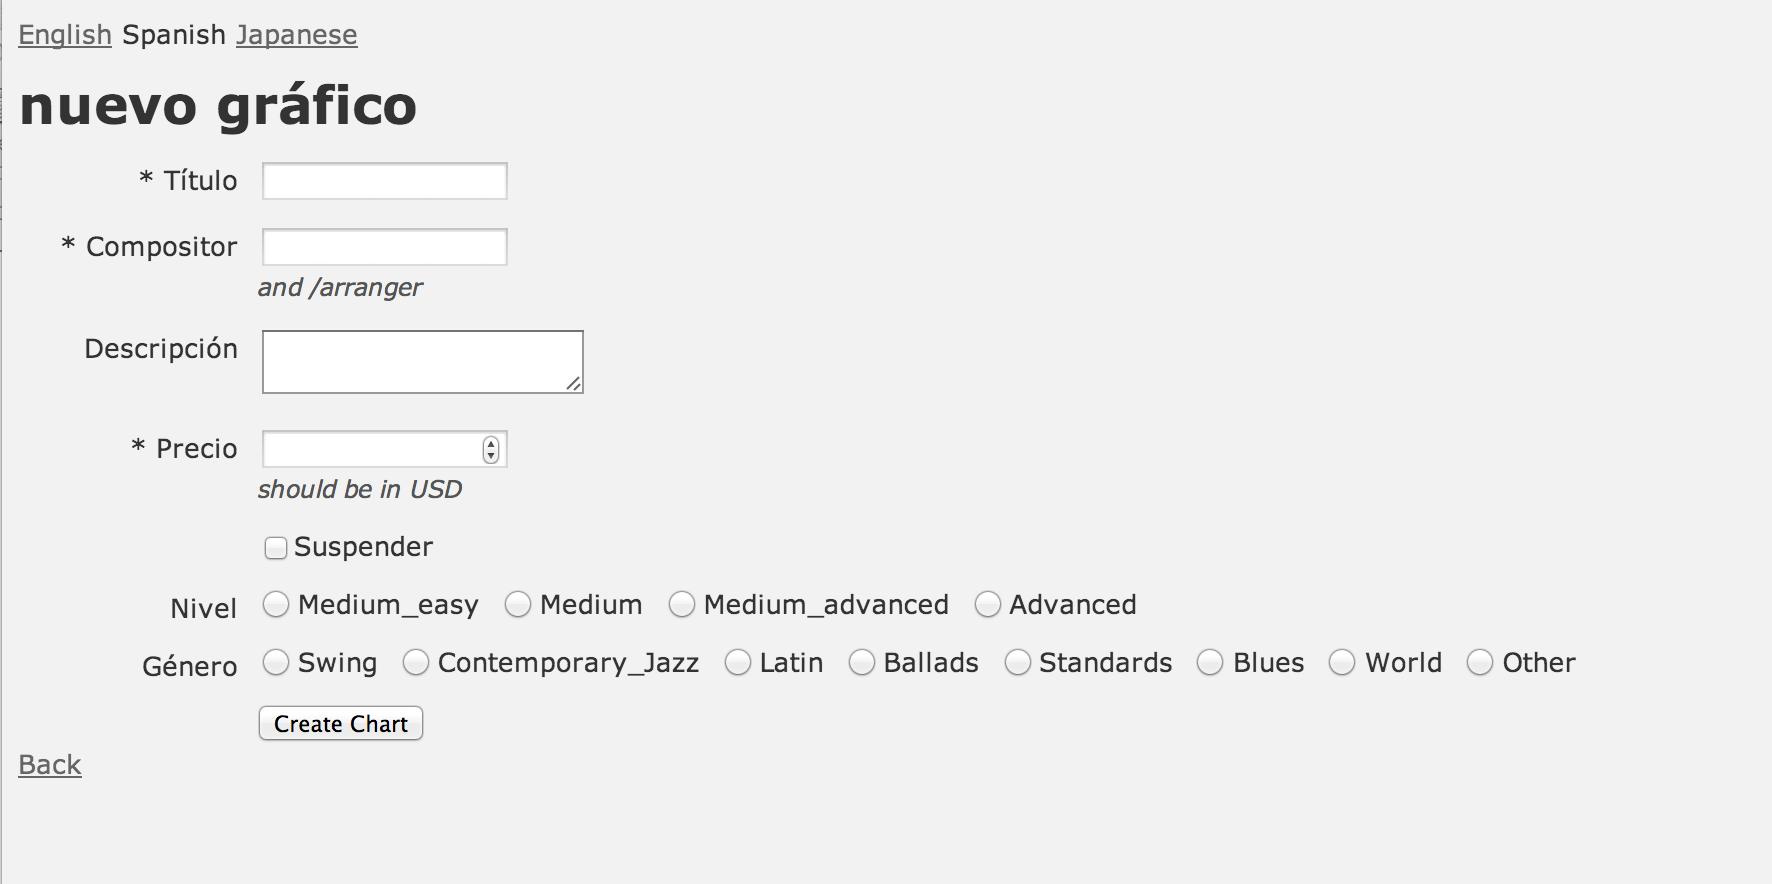 English Spanish Japanese
nuevo gráfico
* Título
* Compositor
and /arranger
Descripción
* Precio
should be in USD
Suspender
Nivel Medium_easy Medium Medium_advanced Advanced
Género Swing Contemporary_Jazz Latin Ballads Standards Blues World Other
Create Chart
Back